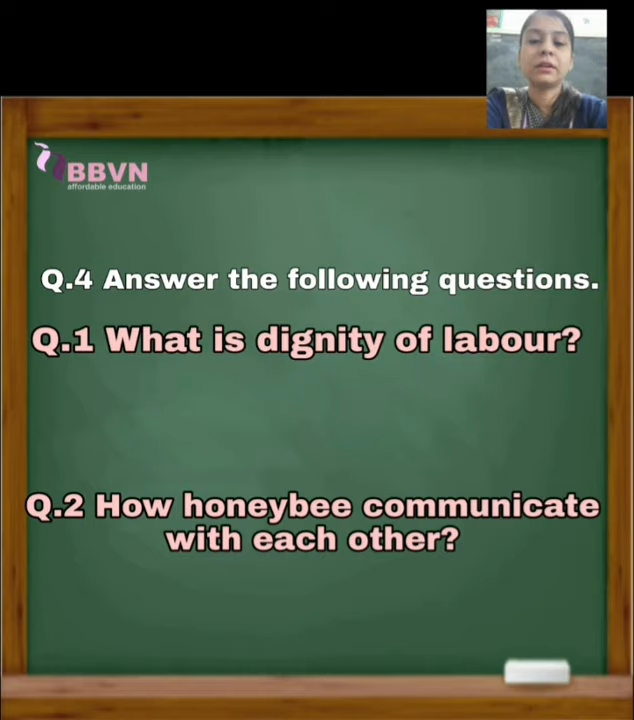 BBVN
affordable education
Q.4 Answer the following questions.
Q.1 What is dignity of labour?
Q.2 How honeybee communicate
with each other?